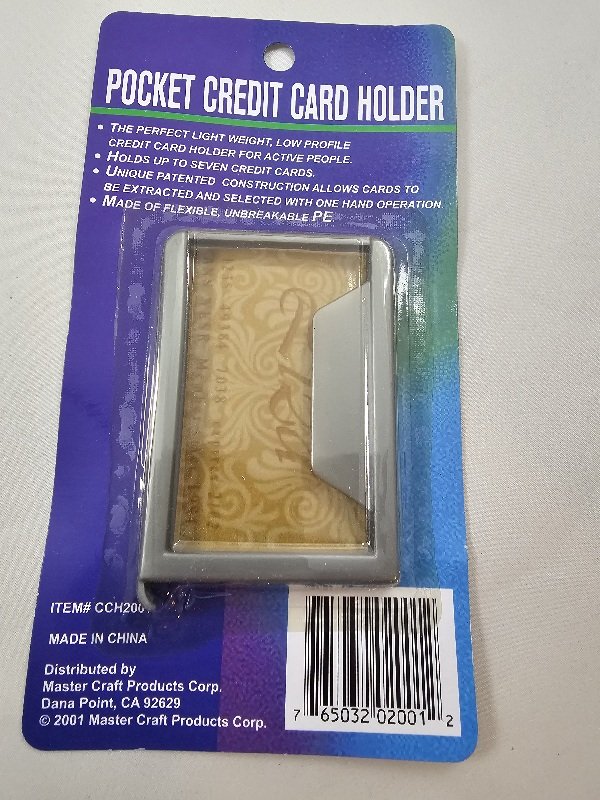 POCKET CREDIT CARD HOLDER
• THE PERFECT LIGHT WEIGHT, LOW PROFILE
CREDIT CARD HOLDER FOR ACTIVE PEOPLE.
• HOLDS UP TO SEVEN CREDIT CARDS.
• UNIQUE PATENTED CONSTRUCTION ALLOWS CARDS TO
BE EXTRACTED AND SELECTED WITH ONE HAND OPERATION.
• MADE OF FLEXIBLE, UNBREAKABLE PE.
ITEM# CCH2001
MADE IN CHINA
Distributed by
Master Craft Products Corp.
Dana Point, CA 92629
© 2001 Master Craft Products Corp.
7 65032 02001 2